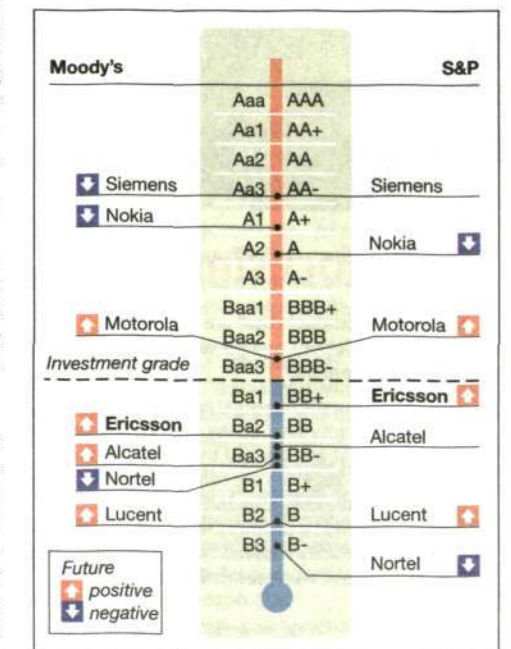 Moody's S&P
Aaa AAA
Aa1 AA+
Aa2 AA
Siemens Aa3 AA- Siemens
Nokia A1 A+
A2 A Nokia
A3 A-
Baa1 BBB+
Motorola Baa2 BBB Motorola
Investment grade Baa3 BBB-
Ba1 BB+ Ericsson
Ericsson Ba2 BB
Alcatel Ba3 BB- Alcatel
Nortel B1 B+
Lucent B2 B Lucent
B3 B- Nortel
Future
positive
negative